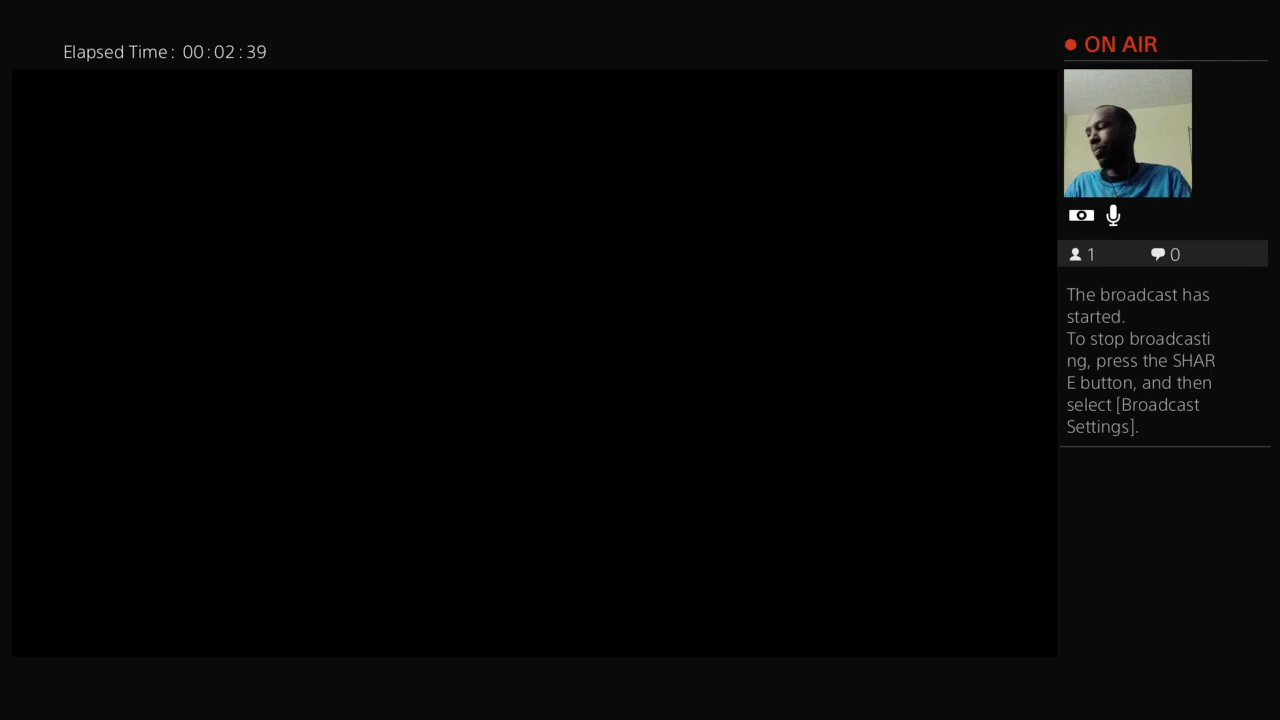 Elapsed Time: 00:02:39
ON AIR
1 0
The broadcast has
started.
To stop broadcasti
ng, press the SHAR
E button, and then
select [Broadcast
Settings].